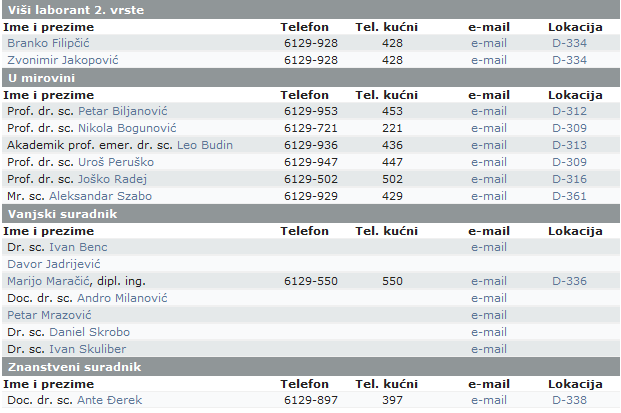 Viši laborant 2. vrste
Ime i prezime Telefon Tel. kućni e-mail Lokacija
Branko Filipčić 6129-928 428 e-mail D-334
Zvonimir Jakopović 6129-928 428 e-mail D-334
U mirovini
Ime i prezime Telefon Tel. kućni e-mail Lokacija
Prof. dr. sc. Petar Biljanović 6129-953 453 e-mail D-312
Prof. dr. sc. Nikola Bogunović 6129-721 221 e-mail D-309
Akademik prof. emer. dr. sc. Leo Budin 6129-936 436 e-mail D-313
Prof. dr. sc. Uroš Peruško 6129-947 447 e-mail D-309
Prof. dr. sc. Joško Radej 6129-502 502 e-mail D-316
Mr. sc. Aleksandar Szabo 6129-929 429 e-mail D-361
Vanjski suradnik
Ime i prezime Telefon Tel. kućni e-mail Lokacija
Dr. sc. Ivan Benc e-mail
Davor Jadrijević
Marijo Maračić, dipl. ing. 6129-550 550 e-mail D-336
Doc. dr. sc. Andro Milanović e-mail
Petar Mrazović e-mail
Dr. sc. Daniel Skrobo e-mail
Dr. sc. Ivan Skuliber e-mail
Znanstveni suradnik
Ime i prezime Telefon Tel. kućni e-mail Lokacija
Doc. dr. sc. Ante Đerek 6129-897 397 e-mail D-338